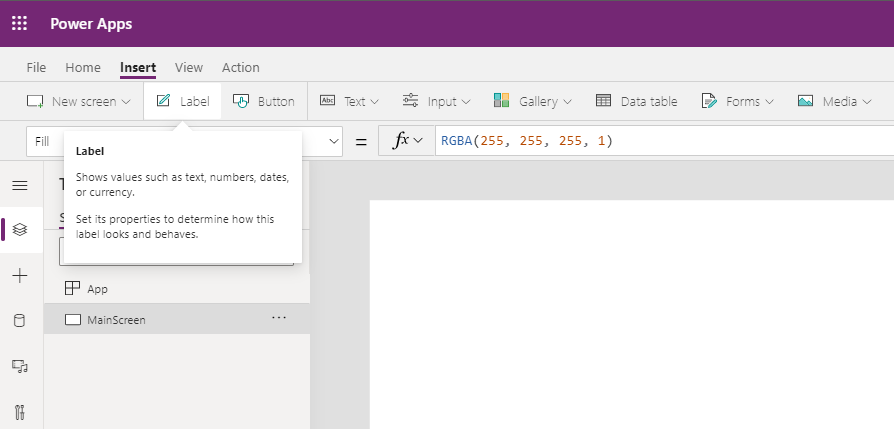 Power Apps
File Home Insert View Action
New screen Label Button Abc Text Input Gallery Data table Forms Media
Fill = fx RGBA(255, 255, 255, 1)
Label
Shows values such as text, numbers, dates,
or currency.
Set its properties to determine how this
label looks and behaves.
App
MainScreen ...